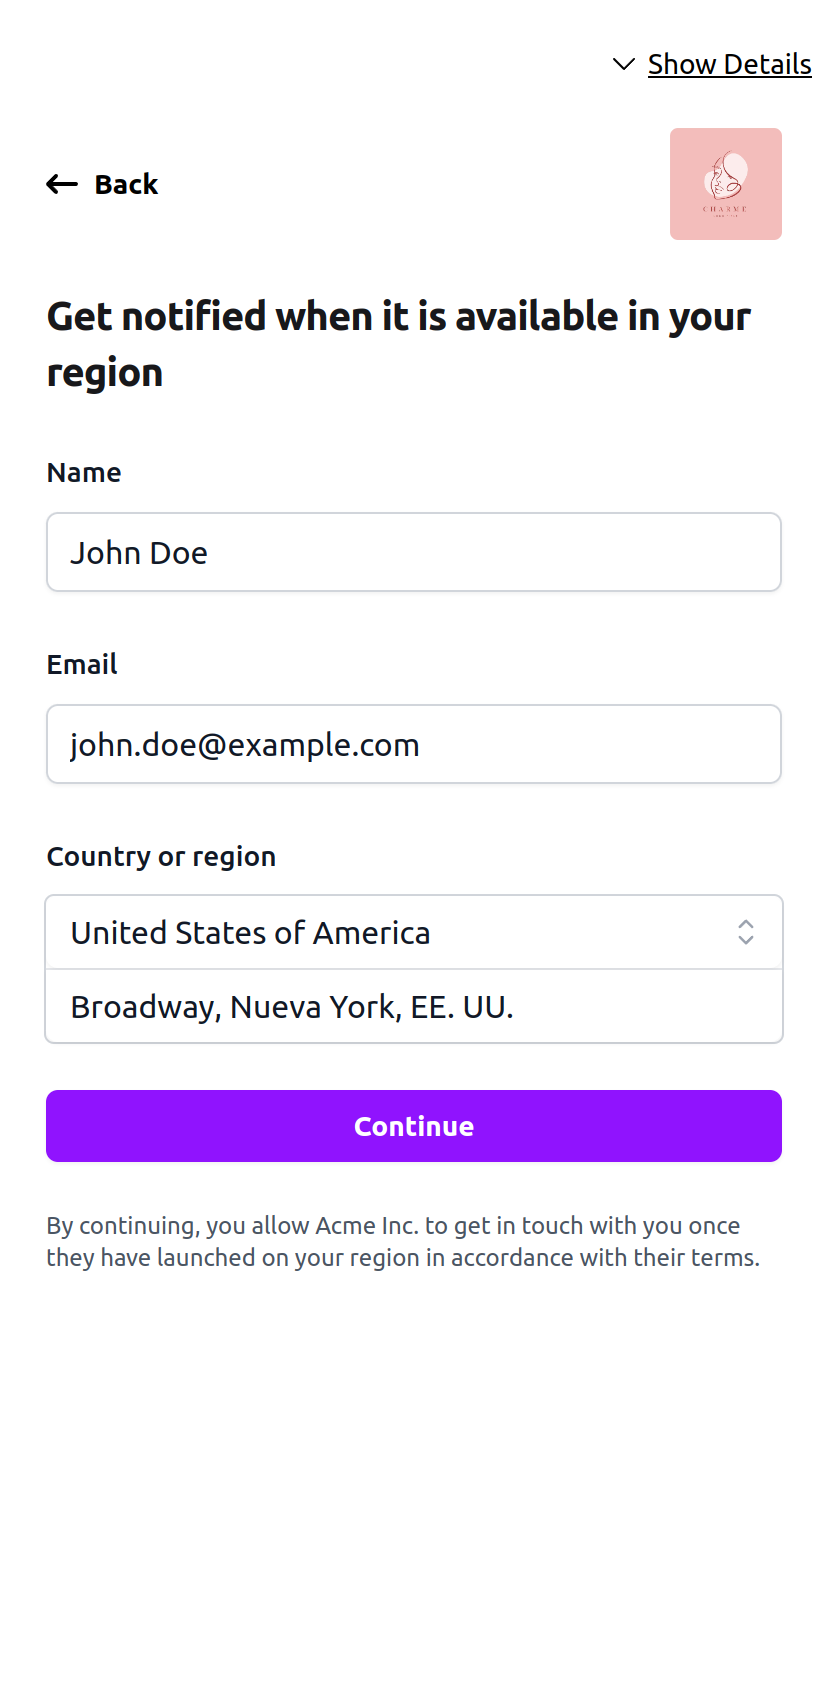 Show Details
Back
CHARMÉ
Get notified when it is available in your
region
Name
John Doe
Email
john.doe@example.com
Country or region
United States of America
Broadway, Nueva York, EE. UU.
Continue
By continuing, you allow Acme Inc. to get in touch with you once
they have launched on your region in accordance with their terms.